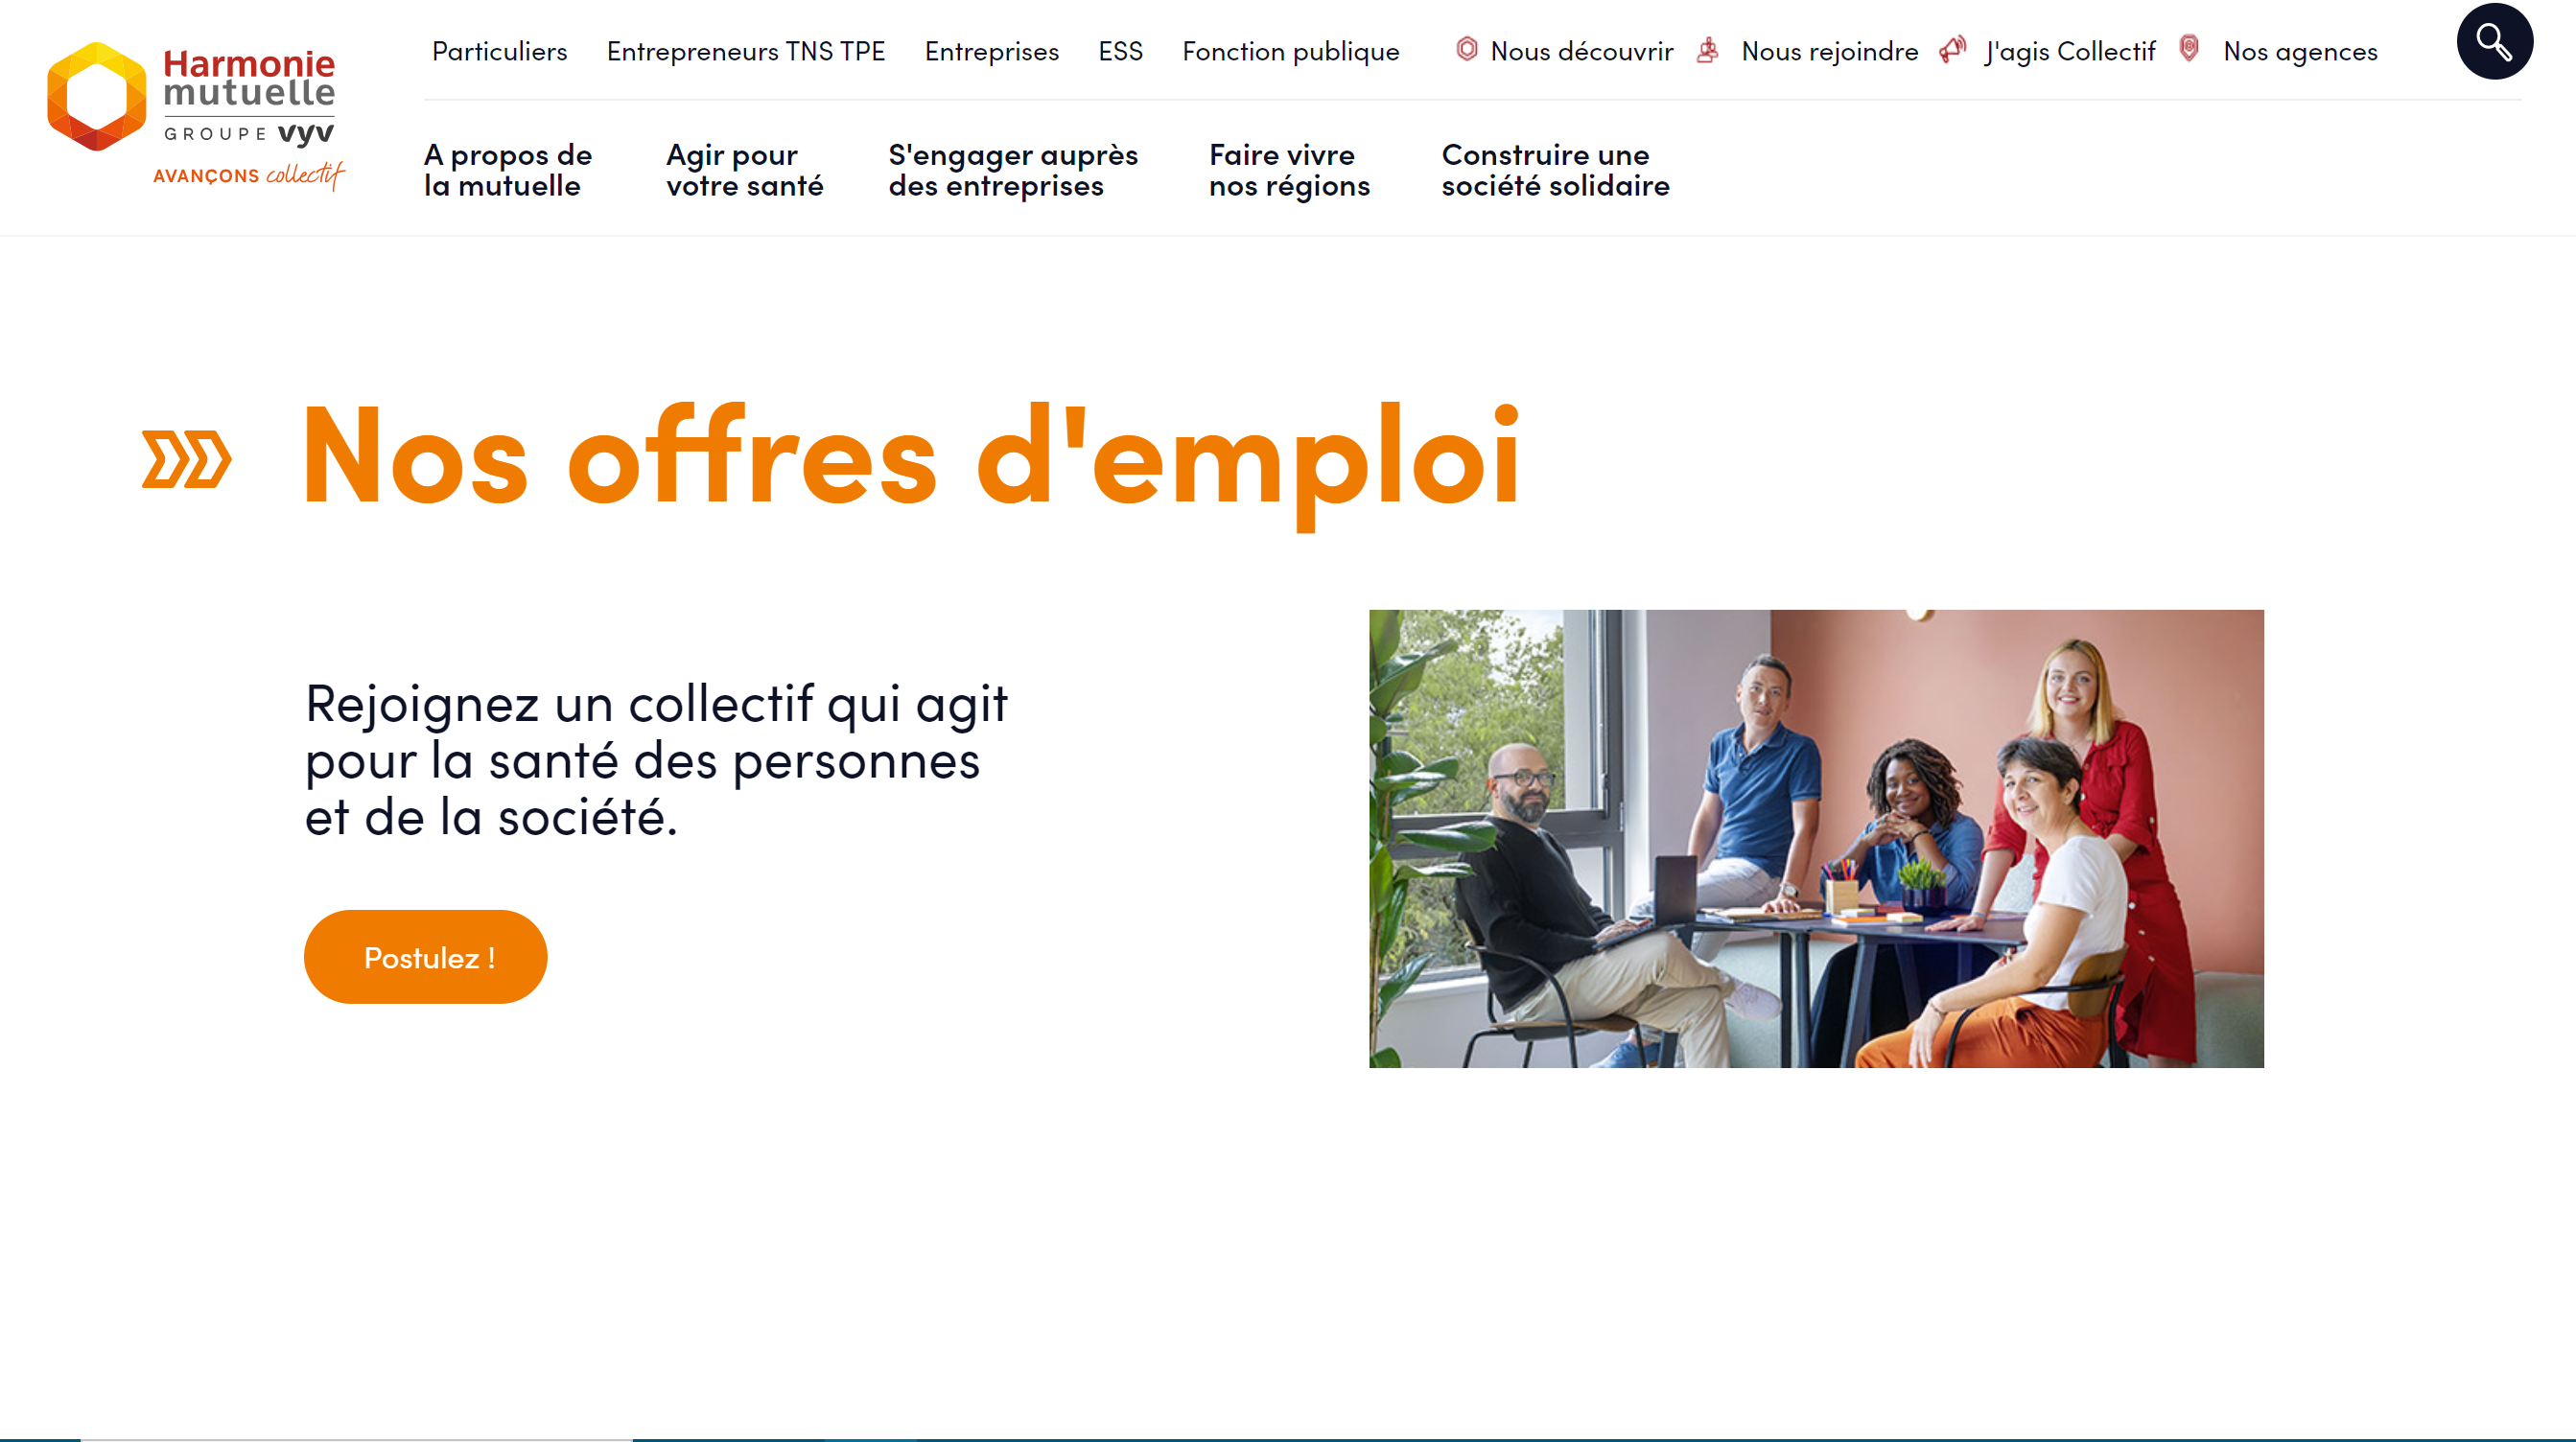 Harmonie
mutuelle
GROUPE vyv
AVANÇONS collectif
Particuliers Entrepreneurs TNS TPE Entreprises ESS Fonction publique Nous découvrir Nous rejoindre J'agis Collectif Nos agences
A propos de
la mutuelle
Agir pour
votre santé
S'engager auprès
des entreprises
Faire vivre
nos régions
Construire une
société solidaire
Nos offres d'emploi
Rejoignez un collectif qui agit
pour la santé des personnes
et de la société.
Postulez !